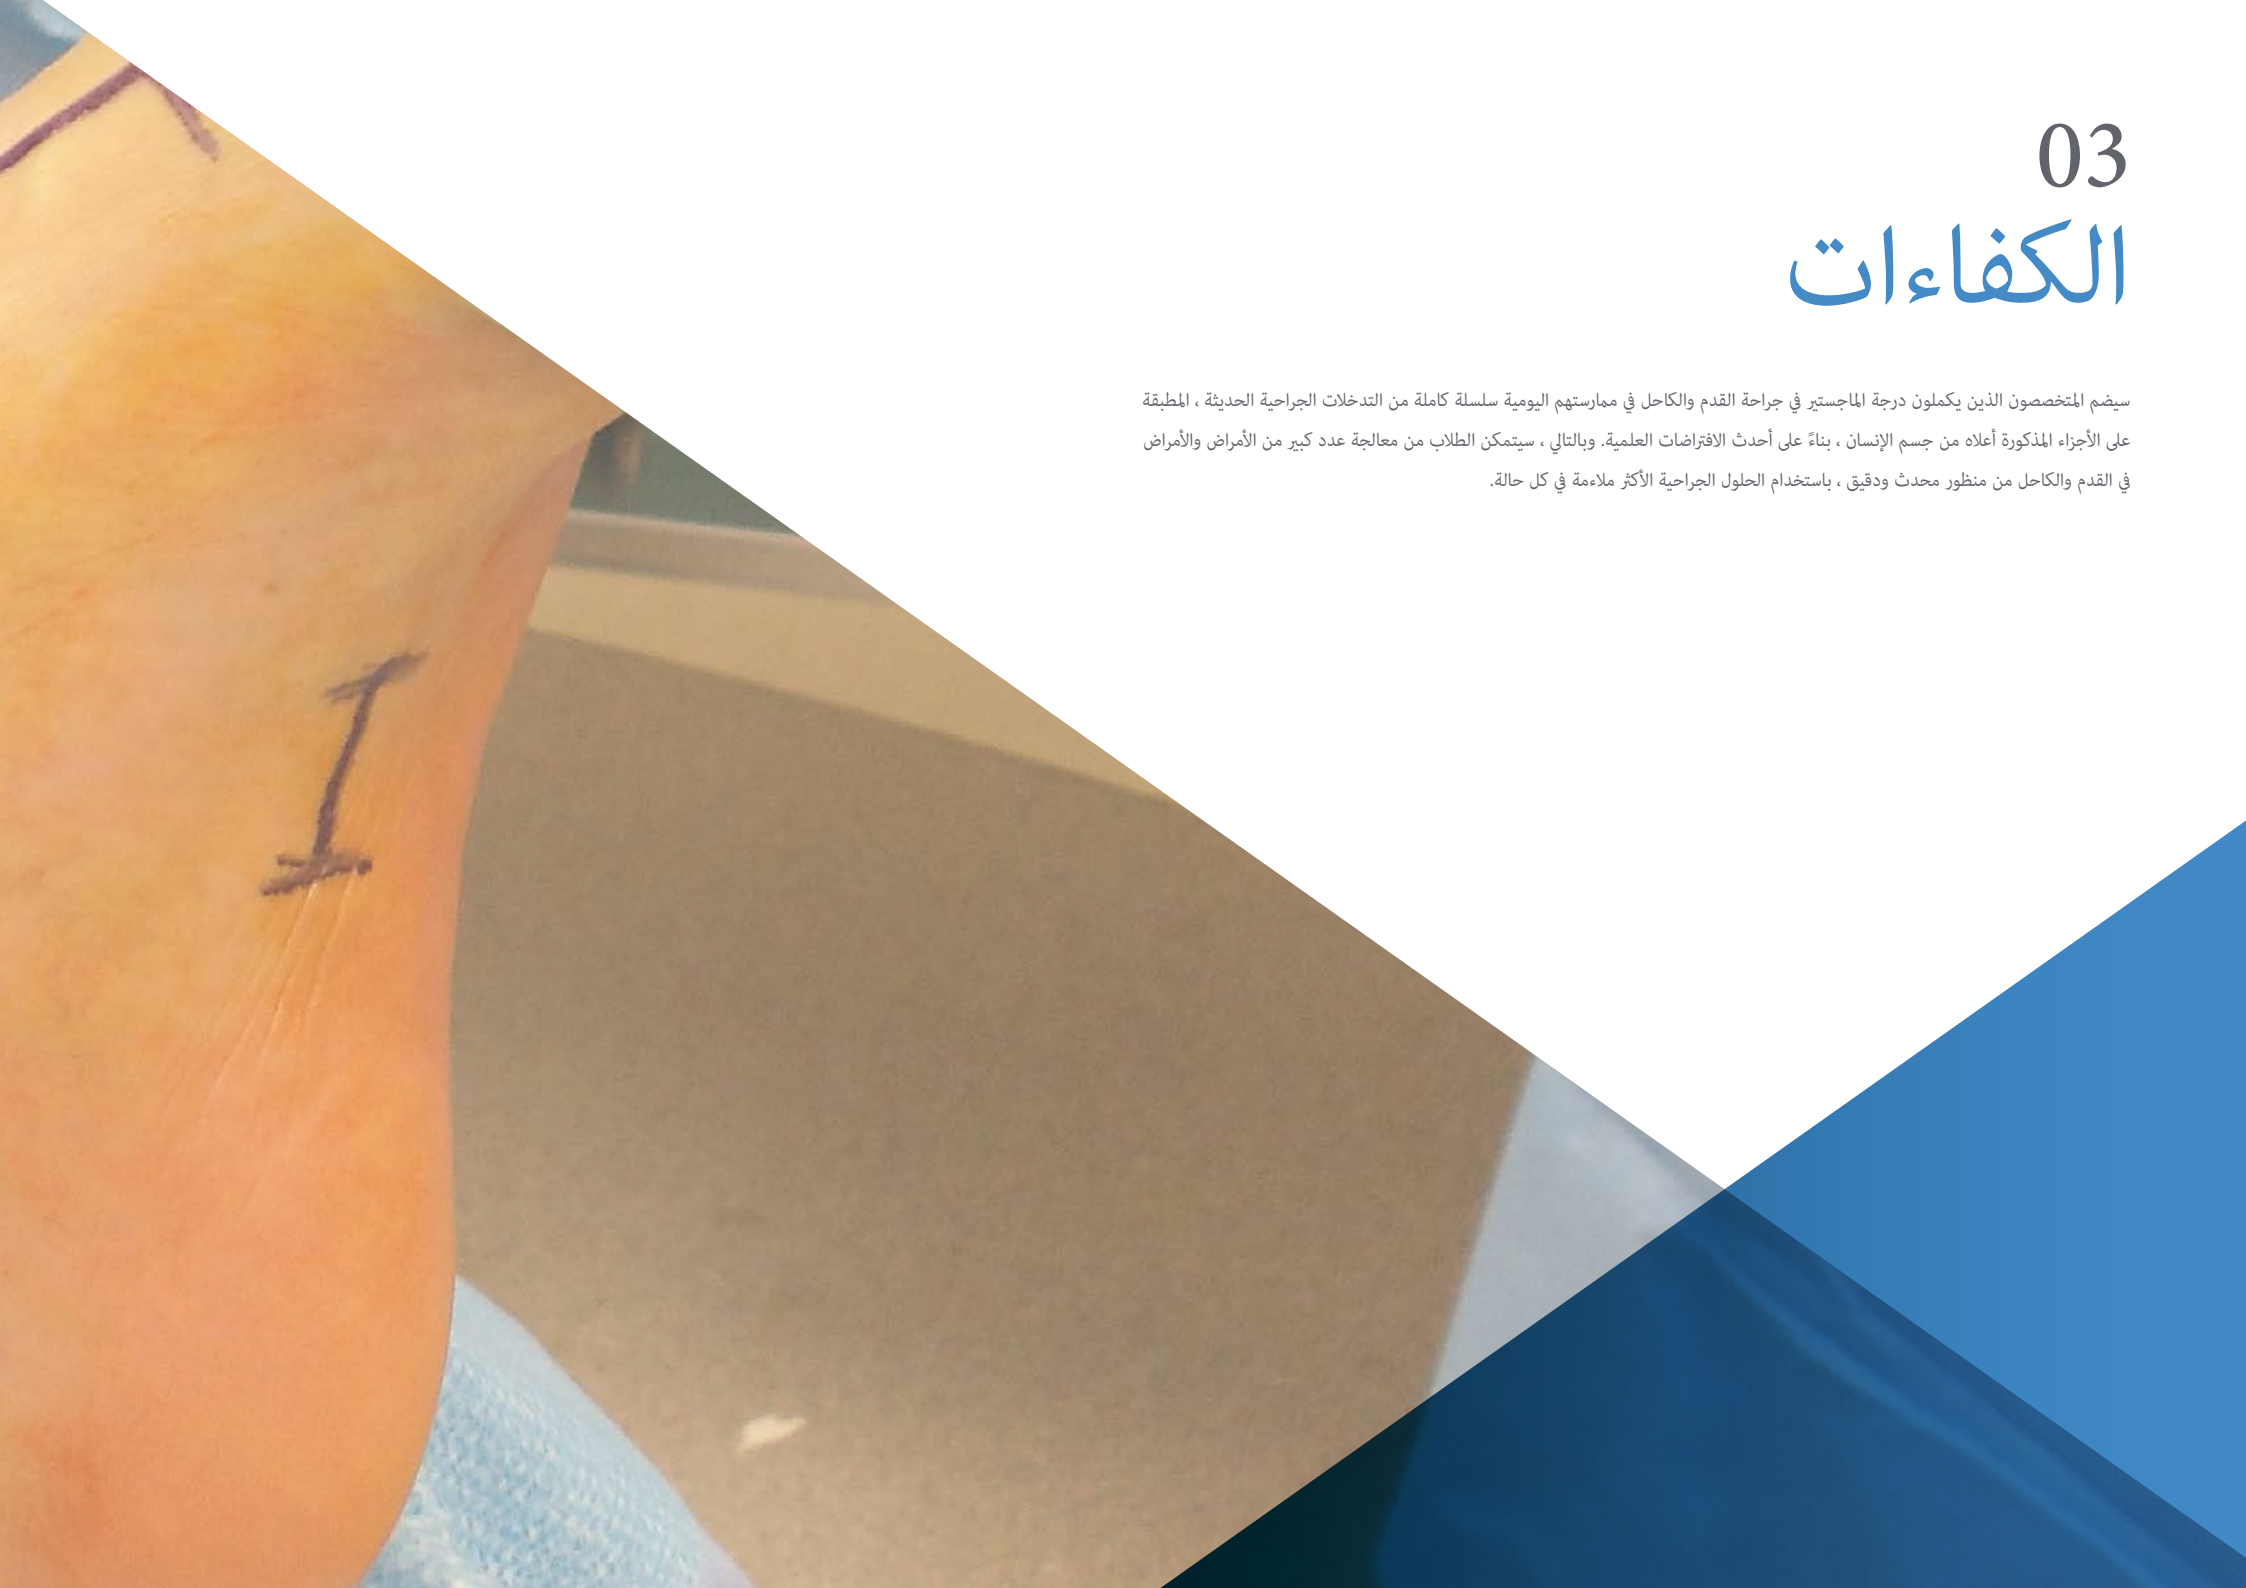 03
الكفاءات
سيضم المتخصصون الذين يكملون درجة الماجستير في جراحة القدم والكاحل في ممارستهم اليومية سلسلة كاملة من التدخلات الجراحية الحديثة ، المطبقة
على الأجزاء المذكورة أعلاه من جسم الإنسان ، بناءً على أحدث الافتراضات العلمية. وبالتالي ، سيتمكن الطلاب من معالجة عدد كبير من الأمراض والأمراض
في القدم والكاحل من منظور محدث ودقيق ، باستخدام الحلول الجراحية الأكثر ملاءمة في كل حالة.